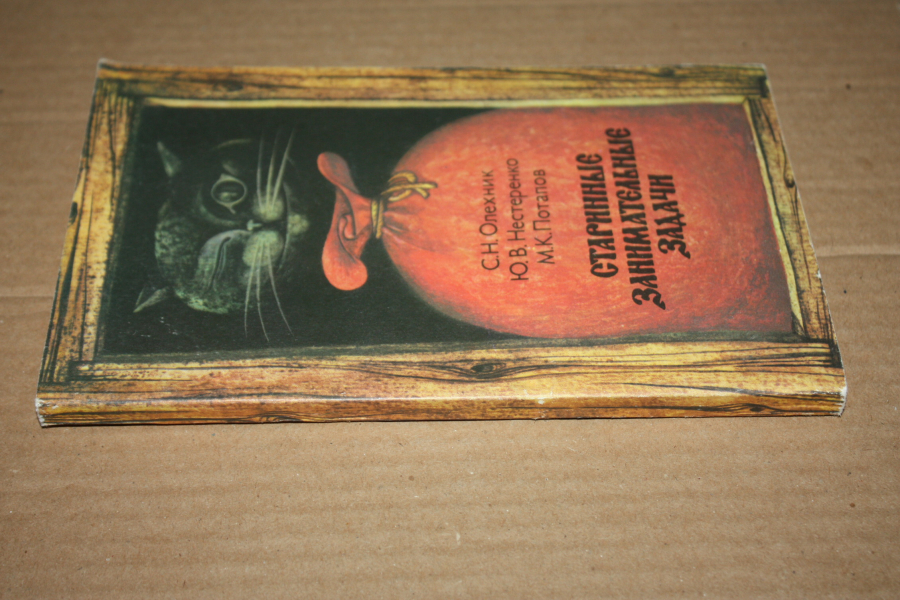 С.Н.Олехник
Ю.В.Нестеренко
М.К.Потапов
СТАРИННЫЕ
ЗАНИМАТЕЛЬНЫЕ
ЗАДАЧИ